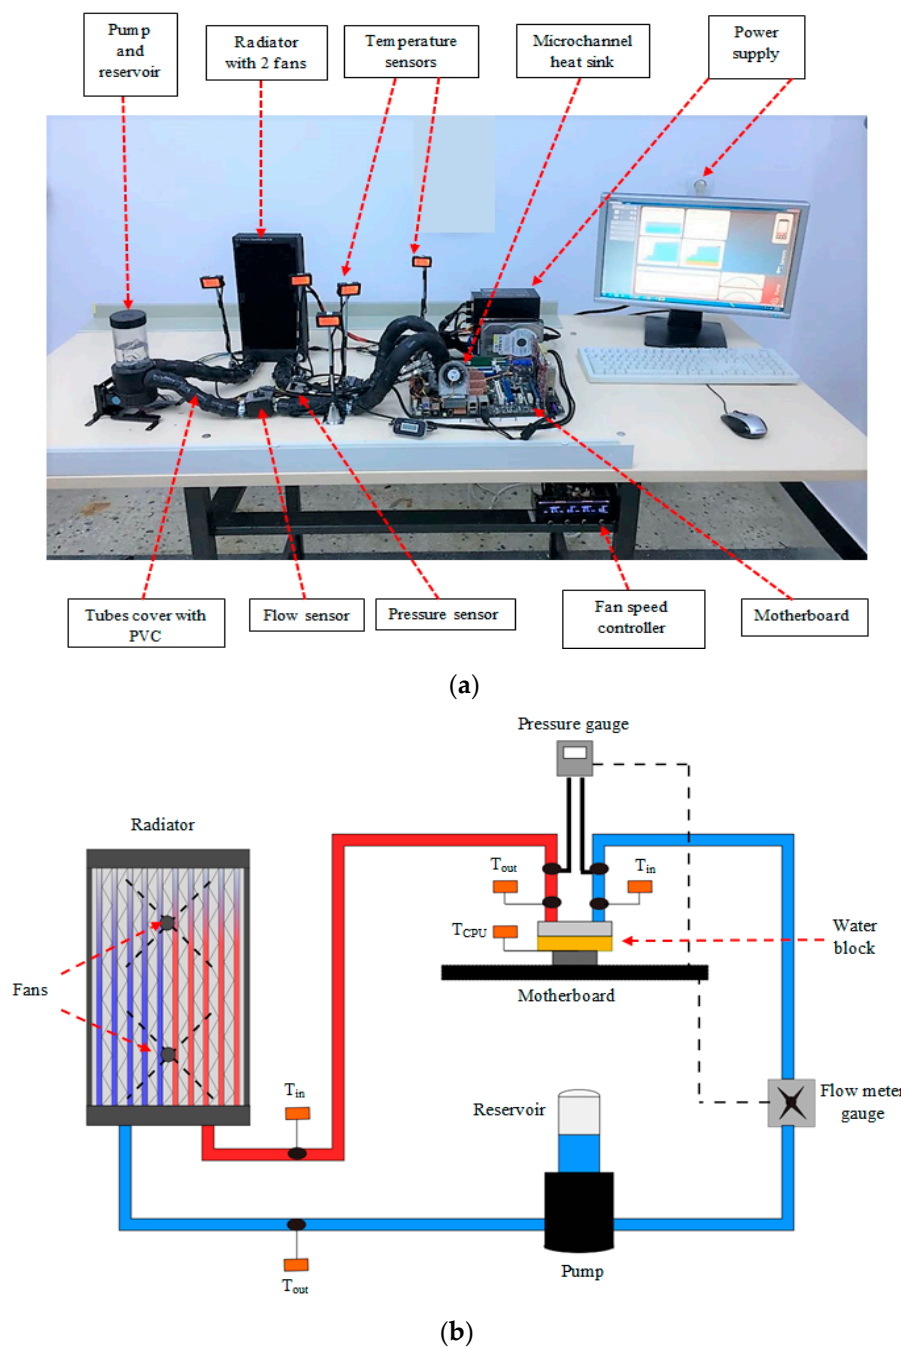 Pump
and
reservoir
Radiator
with 2 fans
Temperature
sensors
Microchannel
heat sink
Power
supply
Tubes cover with
PVC
Flow sensor
Pressure sensor
Fan speed
controller
Motherboard
(a)
Pressure gauge
Radiator
Tout
Tin
TCPU
Water
block
Fans
Motherboard
Tin
Reservoir
Flow meter
gauge
Tout
Pump
(b)